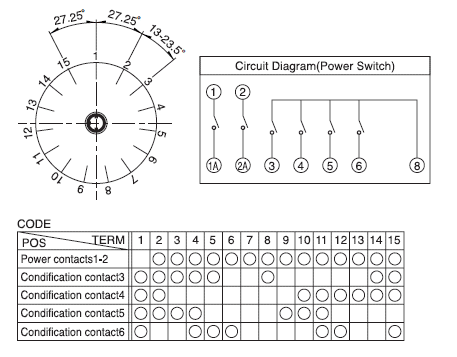 27.25° 27.25°
13-23.5°
1
2
3
4
5
6
7
8
9
10
11
12
13
14
15
Circuit Diagram(Power Switch)
1 2
1A 2A 3 4 5 6 8
CODE
POS TERM 1 2 3 4 5 6 7 8 9 10 11 12 13 14 15
Power contacts1-2
Condification contact3
Condification contact4
Condification contact5
Condification contact6